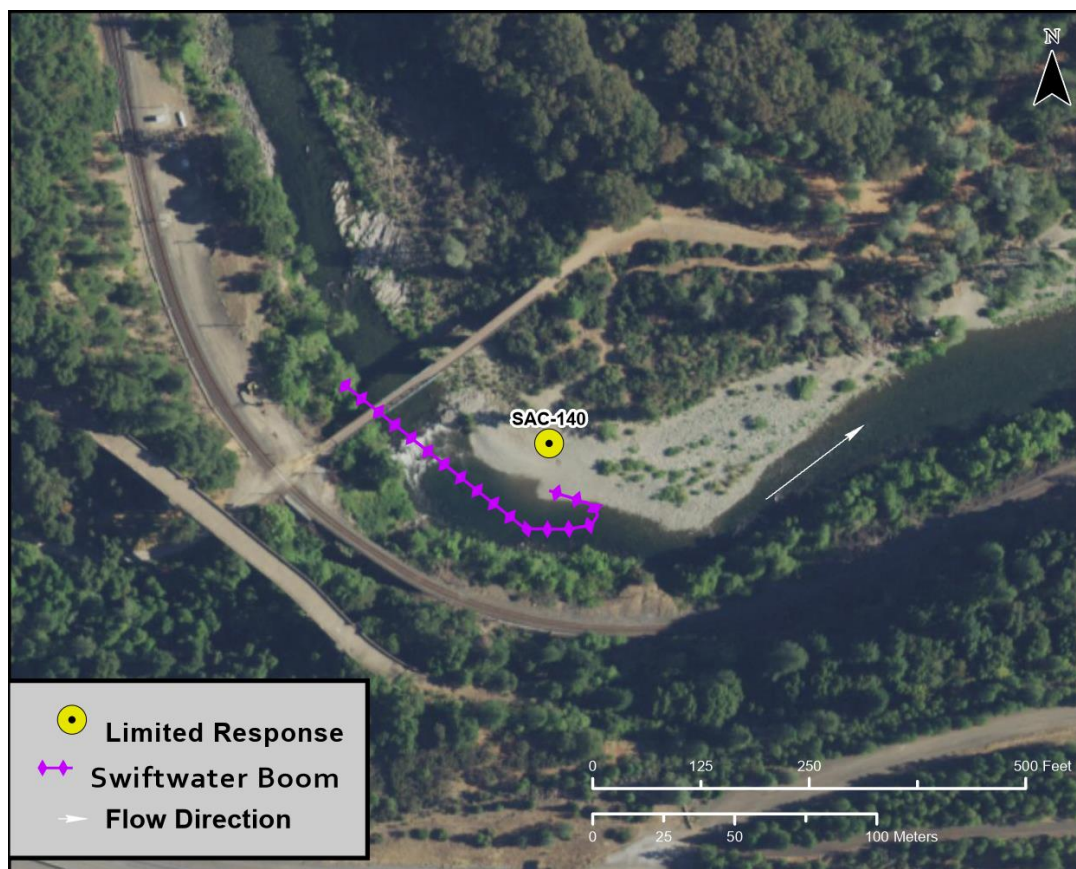 N
SAC-140
Limited Response
Swiftwater Boom
Flow Direction
0 125 250 500 Feet
0 25 50 100 Meters